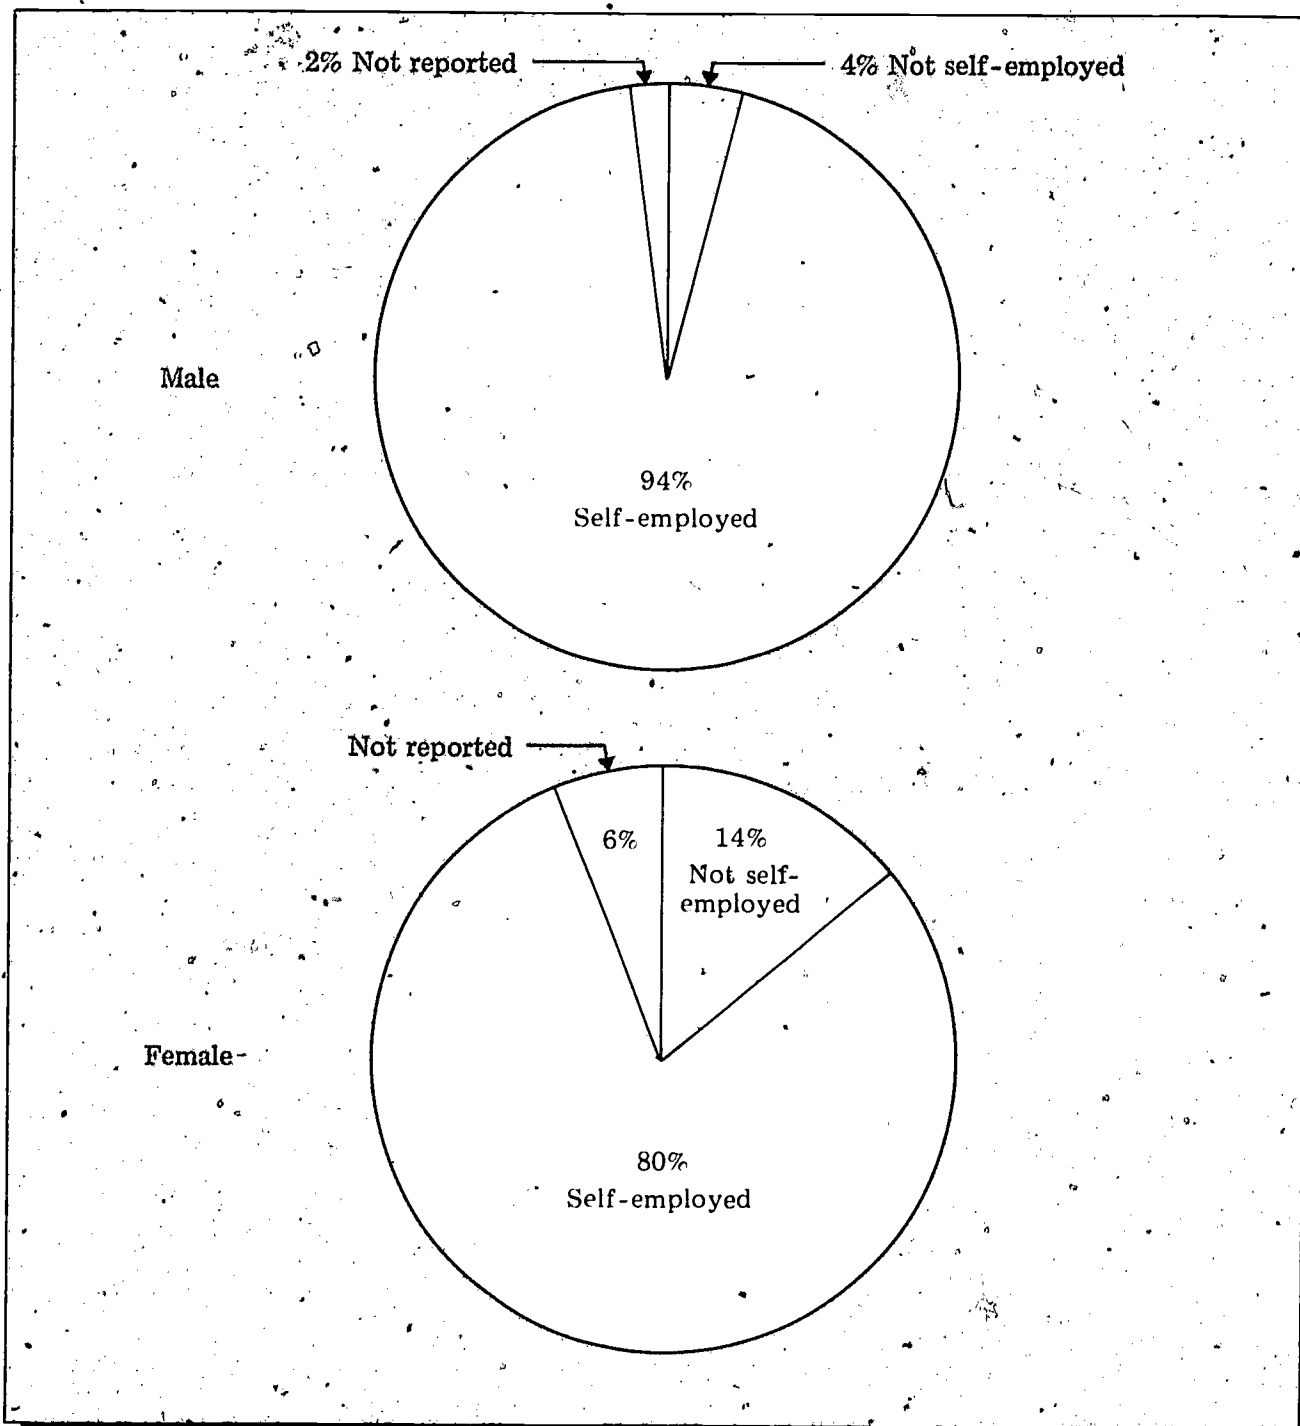 2% Not reported
4% Not self-employed
Male
94%
Self-employed
Not reported
6%
14%
Not self-
employed
Female
80%
Self-employed